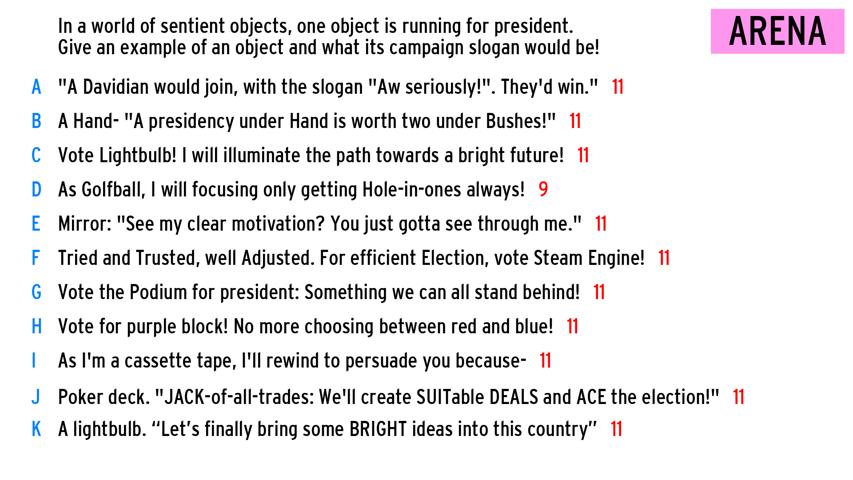 In a world of sentient objects, one object is running for president.
Give an example of an object and what its campaign slogan would be!
ARENA
A "A Davidian would join, with the slogan "Aw seriously!". They'd win." 11
B A Hand- "A presidency under Hand is worth two under Bushes!" 11
C Vote Lightbulb! I will illuminate the path towards a bright future! 11
D As Golfball, I will focusing only getting Hole-in-ones always! 9
E Mirror: "See my clear motivation? You just gotta see through me." 11
F Tried and Trusted, well Adjusted. For efficient Election, vote Steam Engine! 11
G Vote the Podium for president: Something we can all stand behind! 11
H Vote for purple block! No more choosing between red and blue! 11
I As I'm a cassette tape, I'll rewind to persuade you because- 11
J Poker deck. "JACK-of-all-trades: We'll create SUITable DEALS and ACE the election!" 11
K A lightbulb. “Let’s finally bring some BRIGHT ideas into this country” 11